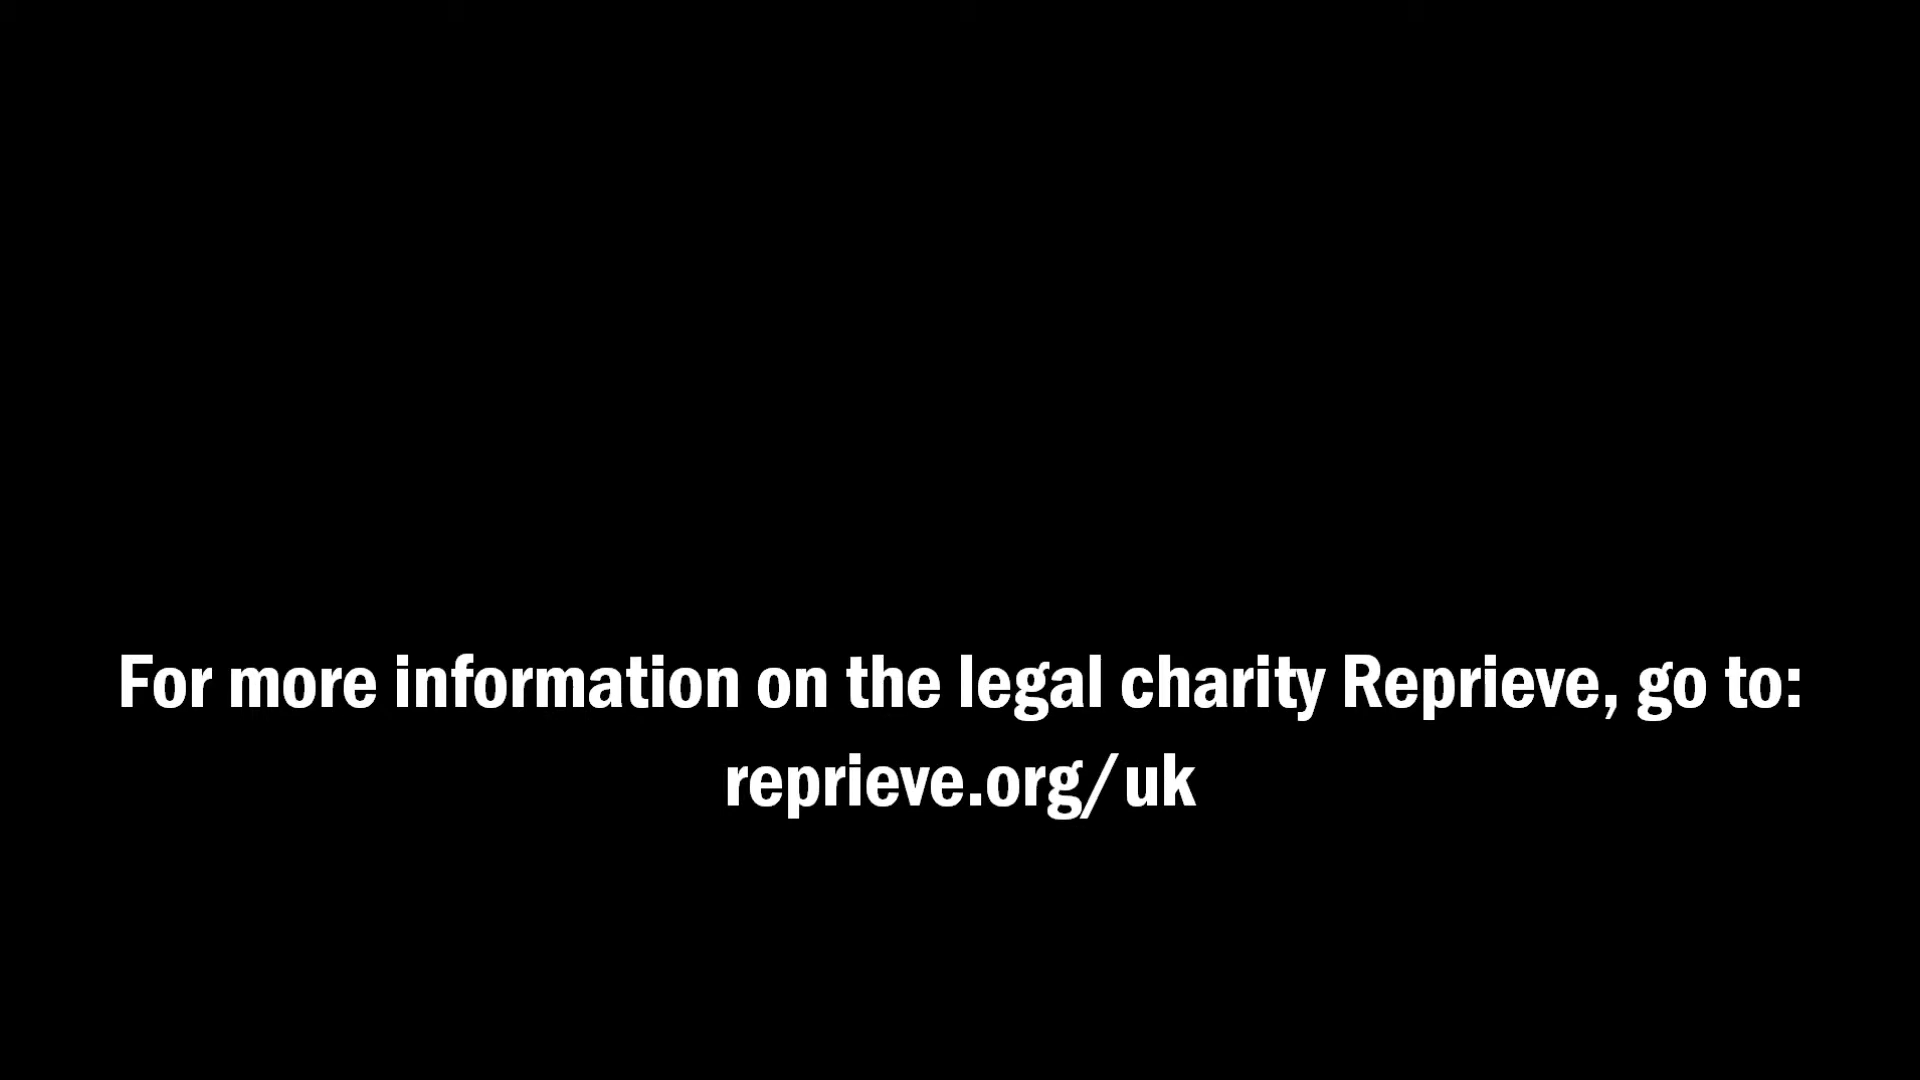 For more information on the legal charity Reprieve, go to:
reprieve.org/uk